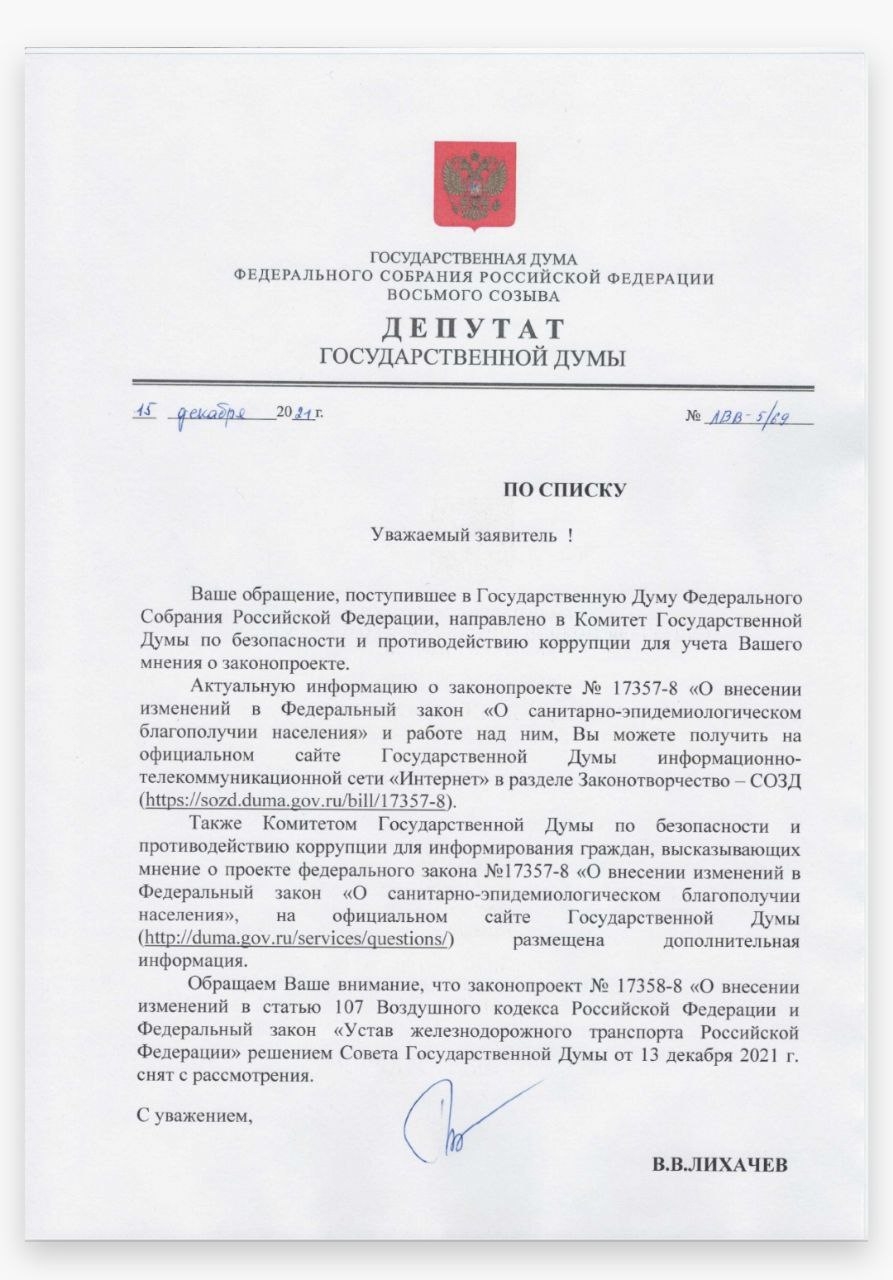 ГОСУДАРСТВЕННАЯ ДУМА
ФЕДЕРАЛЬНОГО СОБРАНИЯ РОССИЙСКОЙ ФЕДЕРАЦИИ
ВОСЬМОГО СОЗЫВА
ДЕПУТАТ
ГОСУДАРСТВЕННОЙ ДУМЫ
15 декабря 2021 г. № ЛВВ-5/69
ПО СПИСКУ
Уважаемый заявитель !
Ваше обращение, поступившее в Государственную Думу Федерального
Собрания Российской Федерации, направлено в Комитет Государственной
Думы по безопасности и противодействию коррупции для учета Вашего
мнения о законопроекте.
Актуальную информацию о законопроекте № 17357-8 «О внесении
изменений в Федеральный закон «О санитарно-эпидемиологическом
благополучии населения» и работе над ним, Вы можете получить на
официальном сайте Государственной Думы информационно-
телекоммуникационной сети «Интернет» в разделе Законотворчество – СОЗД
(https://sozd.duma.gov.ru/bill/17357-8).
Также Комитетом Государственной Думы по безопасности и
противодействию коррупции для информирования граждан, высказывающих
мнение о проекте федерального закона №17357-8 «О внесении изменений в
Федеральный закон «О санитарно-эпидемиологическом благополучии
населения», на официальном сайте Государственной Думы
(http://duma.gov.ru/services/questions/) размещена дополнительная
информация.
Обращаем Ваше внимание, что законопроект № 17358-8 «О внесении
изменений в статью 107 Воздушного кодекса Российской Федерации и
Федеральный закон «Устав железнодорожного транспорта Российской
Федерации» решением Совета Государственной Думы от 13 декабря 2021 г.
снят с рассмотрения.
С уважением,
В.В.ЛИХАЧЕВ